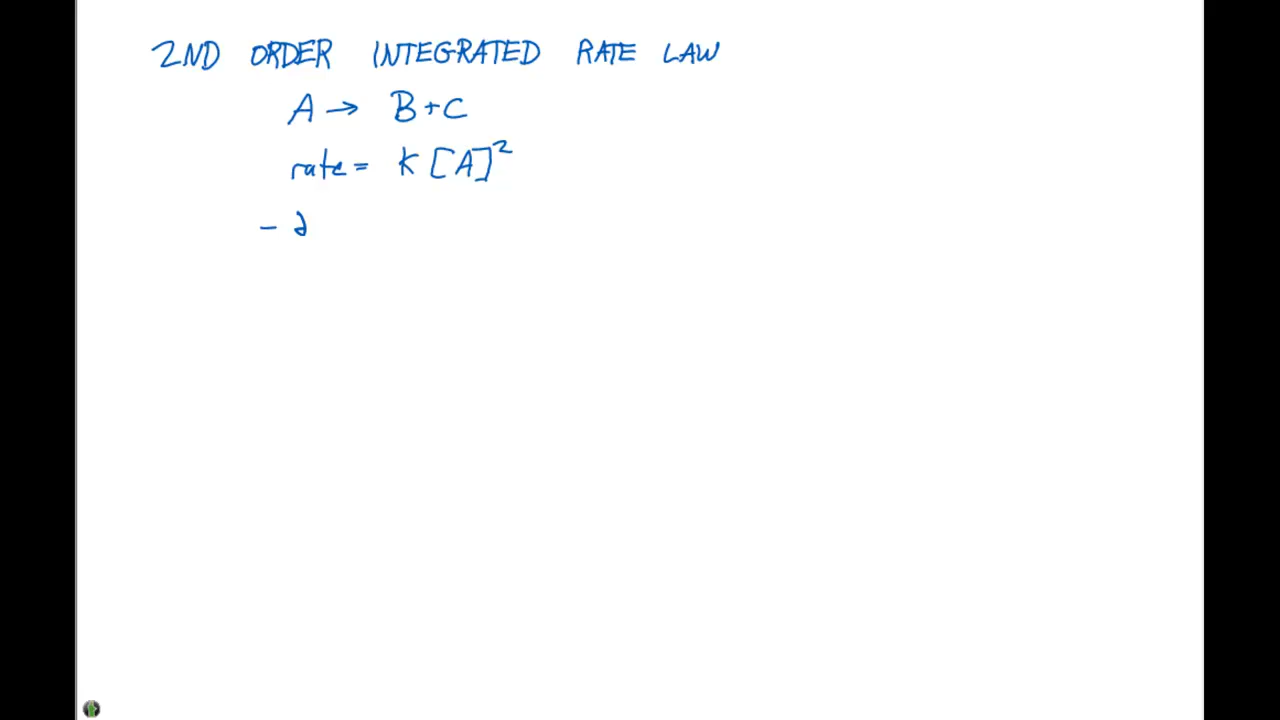 2ND ORDER INTEGRATED RATE LAW
A → B + C
rate = K [A]²
- ∂